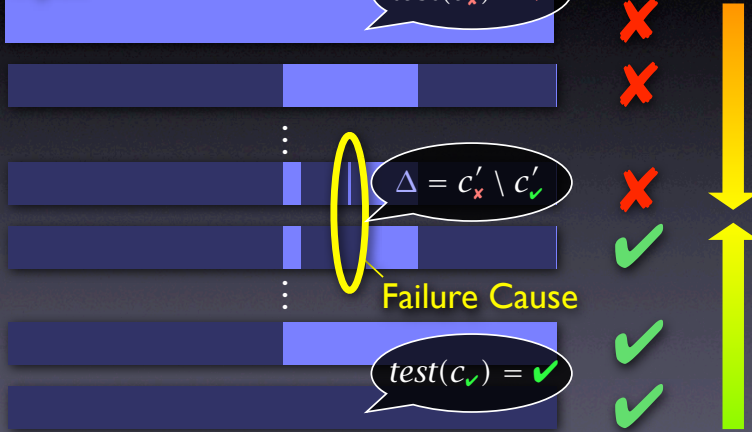 Δ = c′✘ \ c′✔
Failure Cause
test(c✔) = ✔